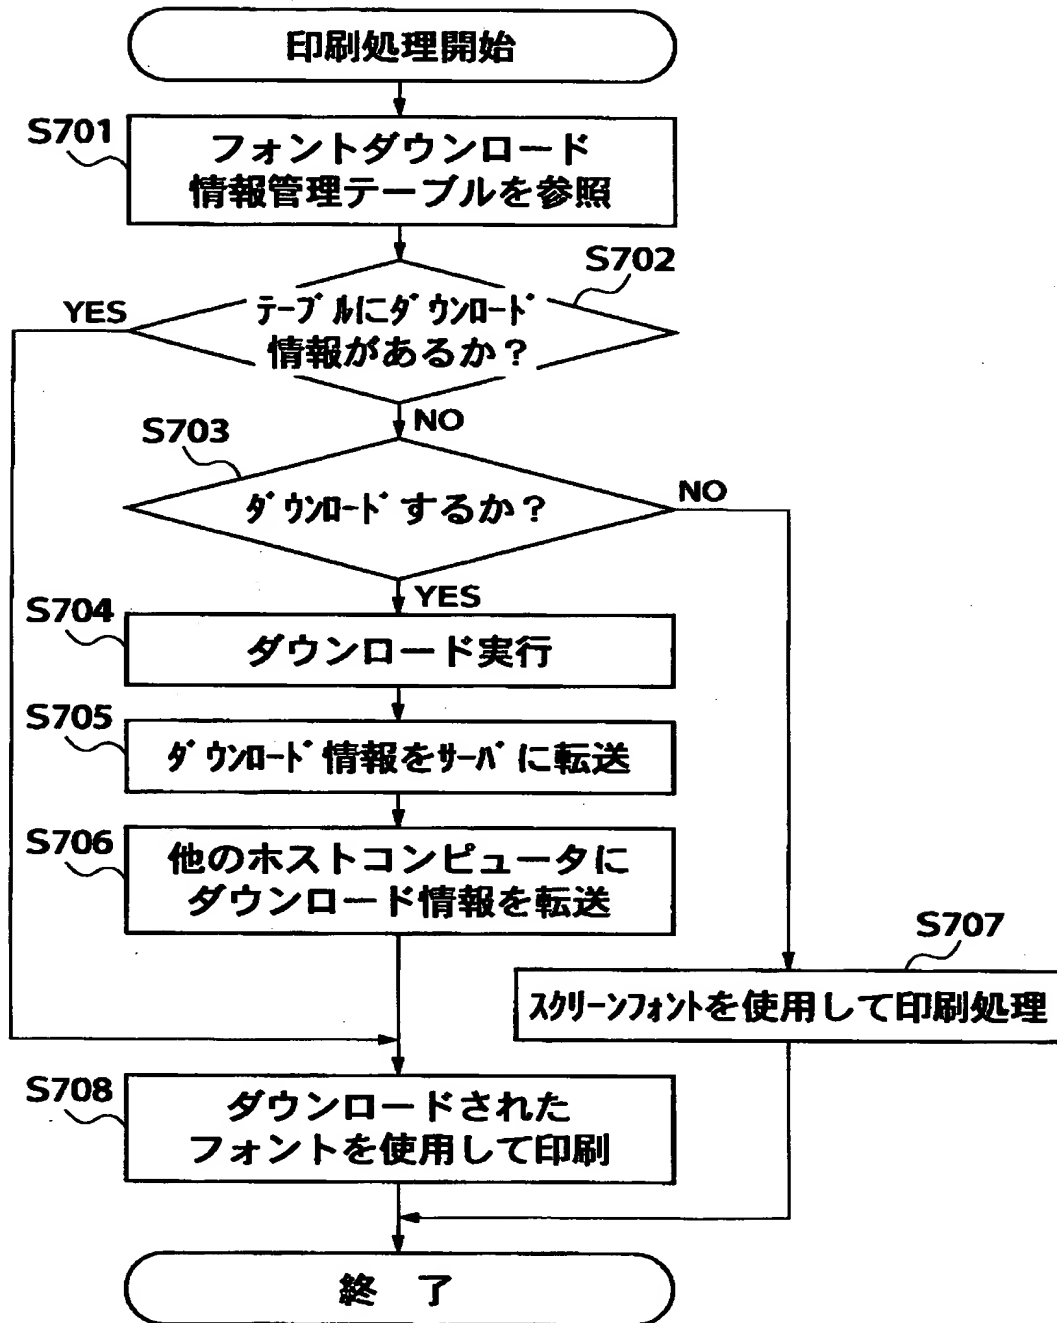 印刷処理開始
S701
フォントダウンロード
情報管理テーブルを参照
S702
YES
テーブルにダウンロード
情報があるか？
NO
S703
ダウンロードするか？
NO
YES
S704
ダウンロード実行
S705
ダウンロード情報をサーバに転送
S706
他のホストコンピュータに
ダウンロード情報を転送
S707
スクリーンフォントを使用して印刷処理
S708
ダウンロードされた
フォントを使用して印刷
終　了